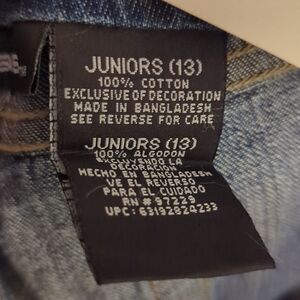 JUNIORS (13)
100% COTTON
EXCLUSIVE OF DECORATION
MADE IN BANGLADESH
SEE REVERSE FOR CARE
JUNIORS (13)
100% ALGODON
EXCLUYENDO LA
DECORACION
HECHO EN BANGLADESH
VE EL REVERSO
PARA EL CUIDADO
RN# 97229
UPC: 63192824233